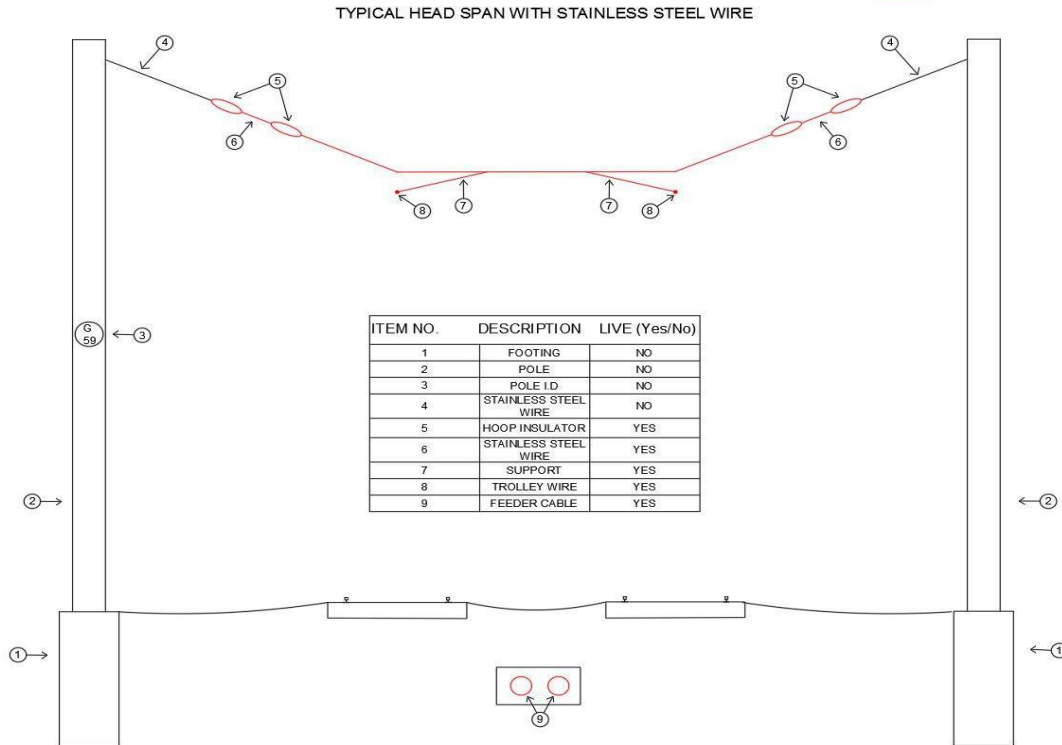 TYPICAL HEAD SPAN WITH STAINLESS STEEL WIRE
4
4
5
5
6
6
7
7
8
8
G
59
3
ITEM NO. DESCRIPTION LIVE (Yes/No)
1 FOOTING NO
2 POLE NO
3 POLE I.D NO
4 STAINLESS STEEL WIRE NO
5 HOOP INSULATOR YES
6 STAINLESS STEEL WIRE YES
7 SUPPORT YES
8 TROLLEY WIRE YES
9 FEEDER CABLE YES
2
2
1
1
9